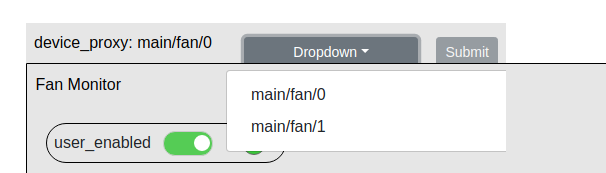 device_proxy: main/fan/0
Dropdown
Submit
Fan Monitor
main/fan/0
main/fan/1
user_enabled